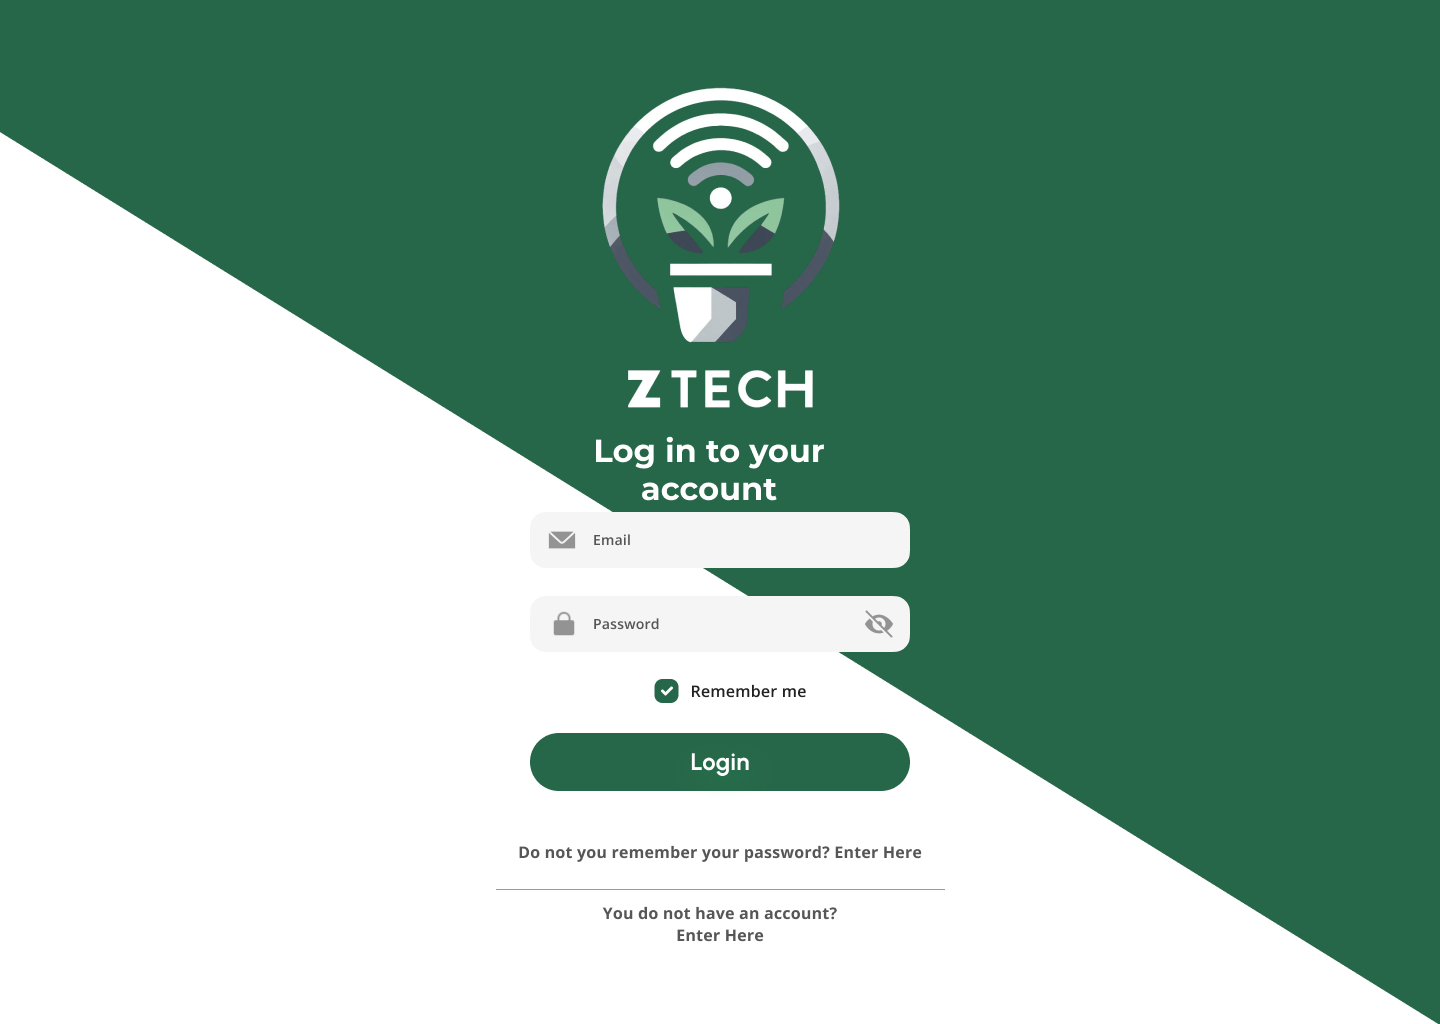 Z TECH
Log in to your
account
Email
Password
Remember me
Login
Do not you remember your password? Enter Here
You do not have an account?
Enter Here